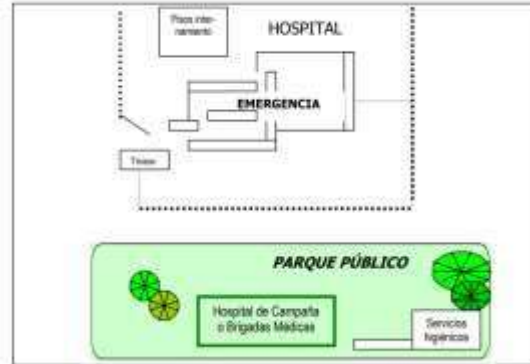 Pisos inter-
namiento
HOSPITAL
EMERGENCIA
Triaje
PARQUE PÚBLICO
Hospital de Campaña
o Brigadas Médicas
Servicios
higiénicos